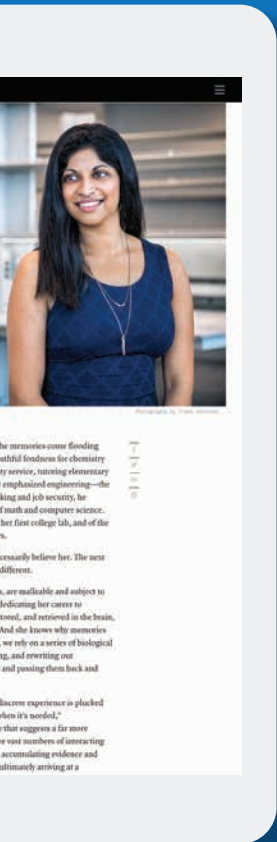 Photography by Frank
he memories come flooding
uthful fondness for chemistry
ty service, tutoring elementary
r emphasized engineering—the
king and job security, he
f math and computer science.
her first college lab, and of the
s.
cessarily believe her. The next
different.
s, are malleable and subject to
dedicating her career to
tored, and retrieved in the brain,
And she knows why memories
, we rely on a series of biological
ng, and rewriting our
and passing them back and
discrete experience is plucked
when it's needed,"
e that suggests a far more
re vast numbers of interacting
accumulating evidence and
ultimately arriving at a